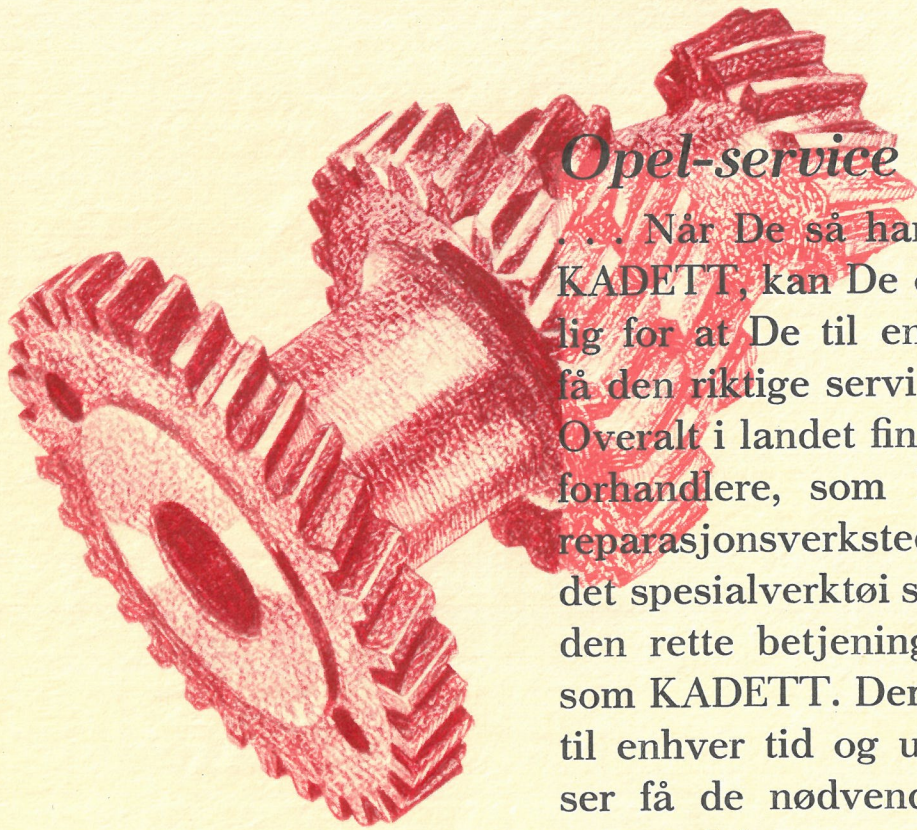 Opel-service
. . . Når De så har
KADETT, kan De
lig for at De til en
få den riktige servi
Overalt i landet fin
forhandlere, som
reparasjonsverksted
det spesialverktøi s
den rette betjening
som KADETT. Der
til enhver tid og u
ser få de nødvend